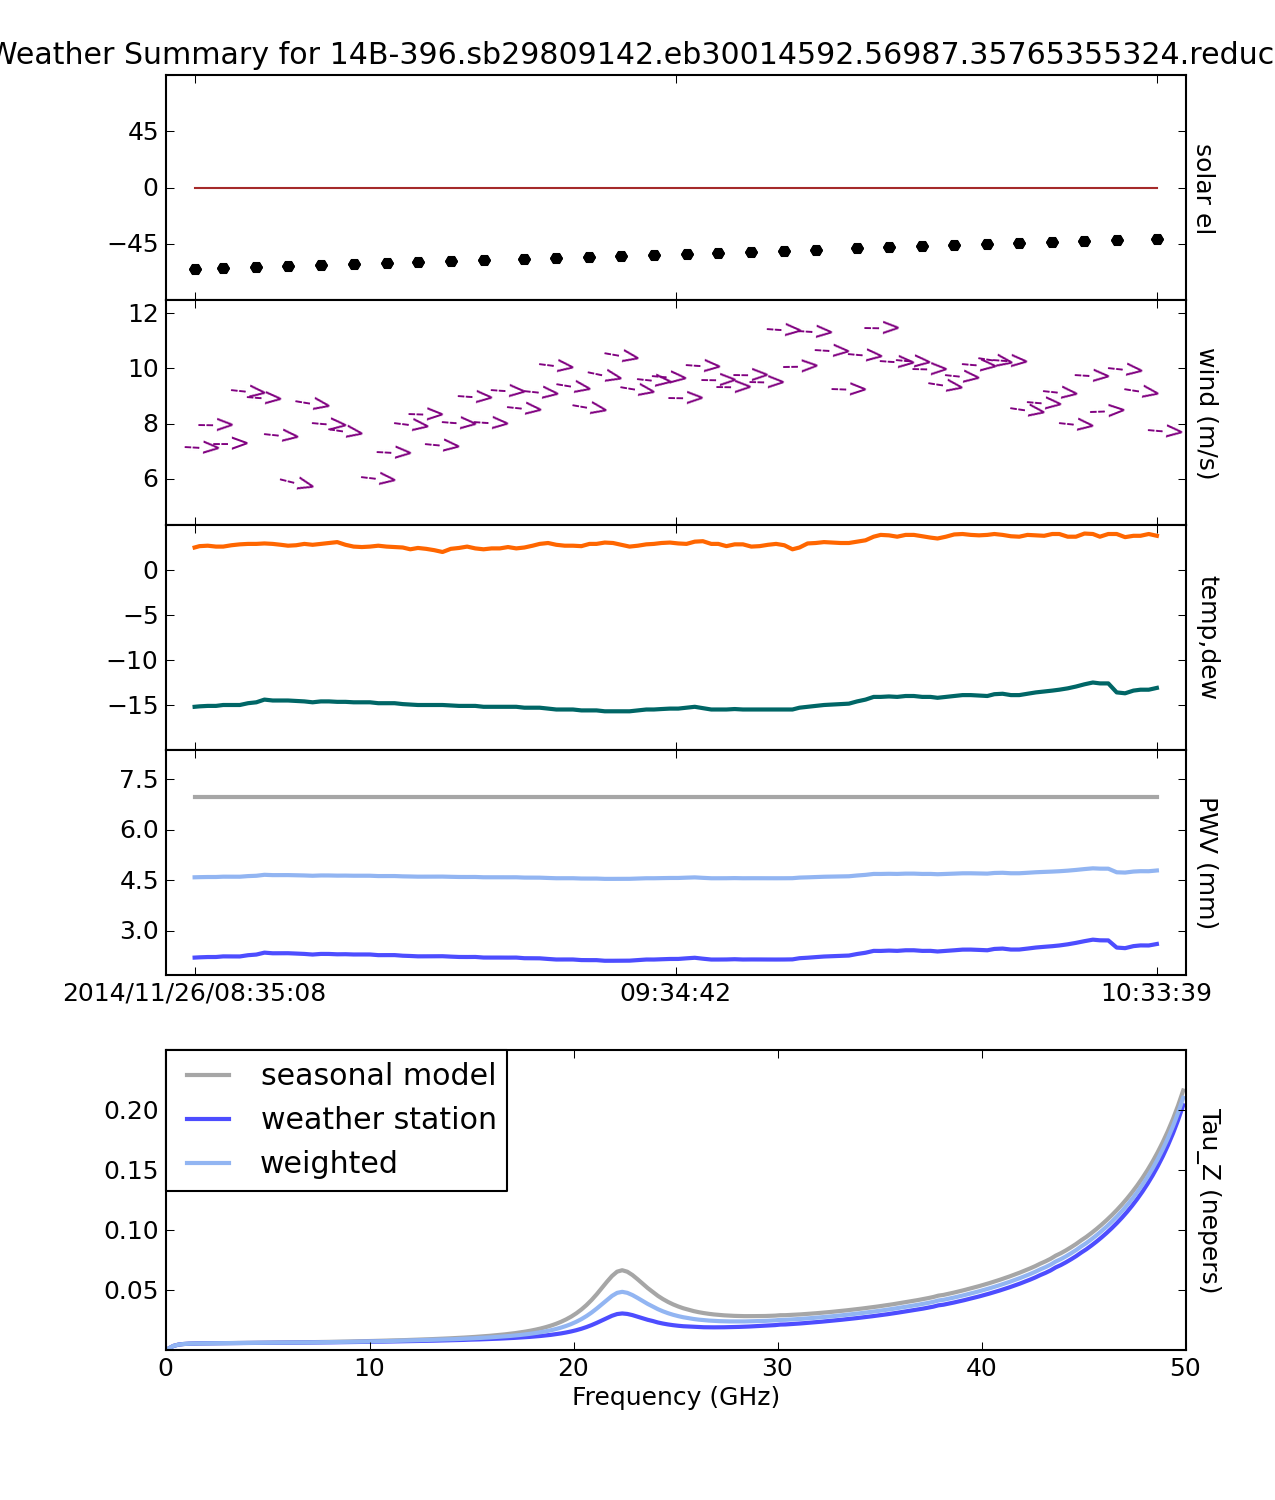 Weather Summary for 14B-396.sb29809142.eb30014592.56987.35765355324.reduc
45
0
−45
solar el
12
10
8
6
wind (m/s)
0
−5
−10
−15
temp,dew
7.5
6.0
4.5
3.0
PWV (mm)
2014/11/26/08:35:08 09:34:42 10:33:39
seasonal model
weather station
weighted
0.20
0.15
0.10
0.05
Tau_Z (nepers)
0 10 20 30 40 50
Frequency (GHz)